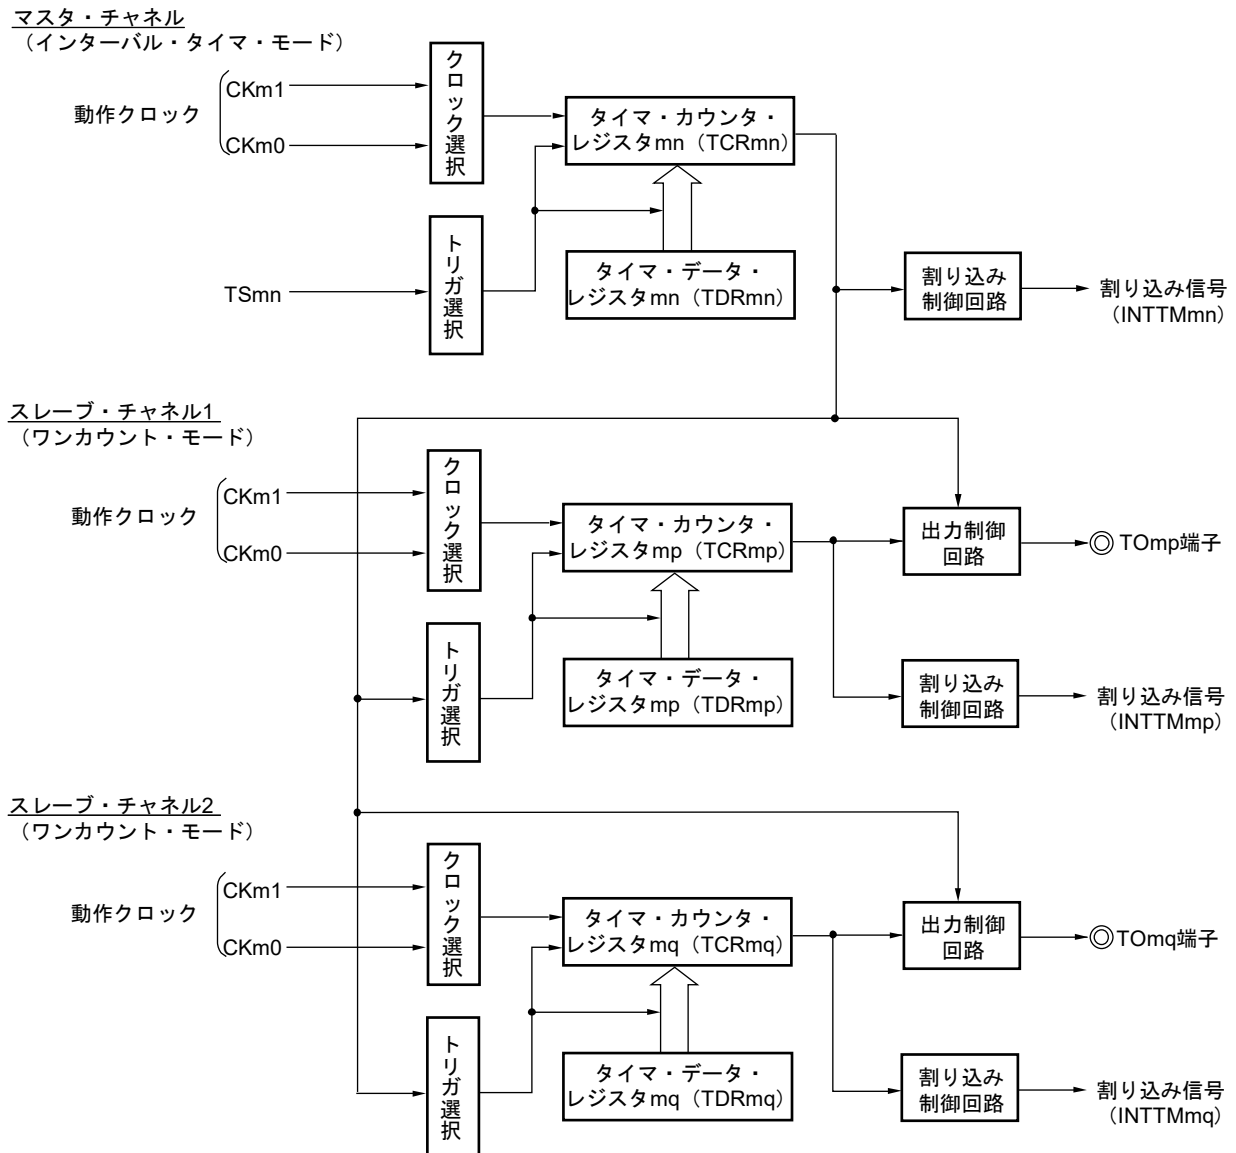 マスタ・チャネル
（インターバル・タイマ・モード）
動作クロック
CKm1
CKm0
クロック選択
タイマ・カウンタ・
レジスタmn（TCRmn）
TSmn
トリガ選択
タイマ・データ・
レジスタmn（TDRmn）
割り込み
制御回路
割り込み信号
（INTTMmn）
スレーブ・チャネル1
（ワンカウント・モード）
動作クロック
CKm1
CKm0
クロック選択
タイマ・カウンタ・
レジスタmp（TCRmp）
出力制御
回路
TOmp端子
トリガ選択
タイマ・データ・
レジスタmp（TDRmp）
割り込み
制御回路
割り込み信号
（INTTMmp）
スレーブ・チャネル2
（ワンカウント・モード）
動作クロック
CKm1
CKm0
クロック選択
タイマ・カウンタ・
レジスタmq（TCRmq）
出力制御
回路
TOmq端子
トリガ選択
タイマ・データ・
レジスタmq（TDRmq）
割り込み
制御回路
割り込み信号
（INTTMmq）